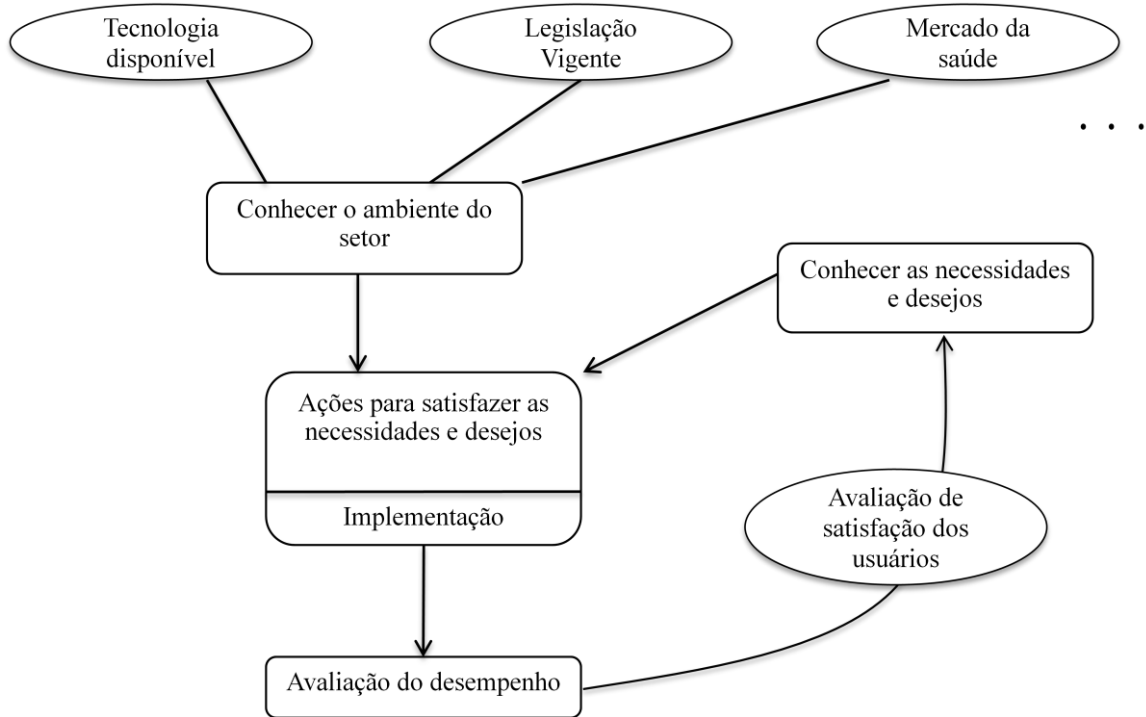 Tecnologia
disponível
Legislação
Vigente
Mercado da
saúde
. . .
Conhecer o ambiente do
setor
Conhecer as necessidades
e desejos
Ações para satisfazer as
necessidades e desejos
Implementação
Avaliação de
satisfação dos
usuários
Avaliação do desempenho